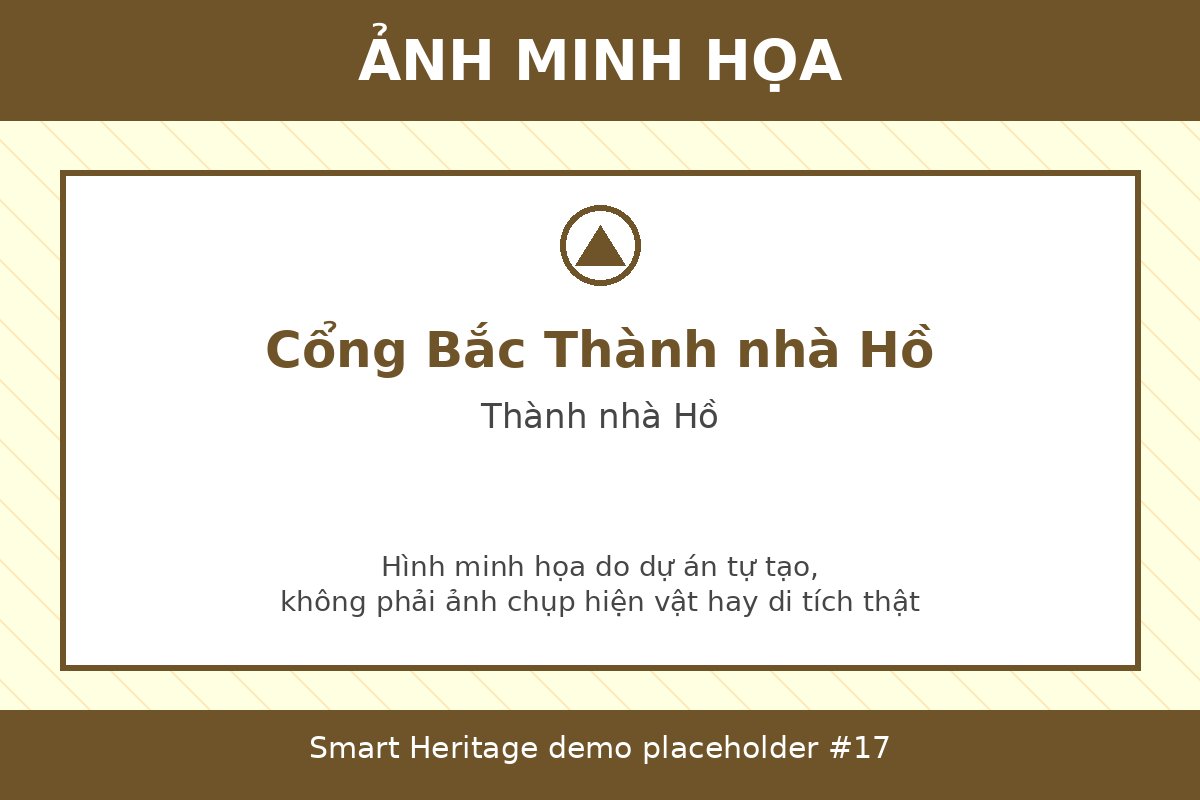 ẢNH MINH HỌA
Cổng Bắc Thành nhà Hồ
Thành nhà Hồ
Hình minh họa do dự án tự tạo,
không phải ảnh chụp hiện vật hay di tích thật
Smart Heritage demo placeholder #17